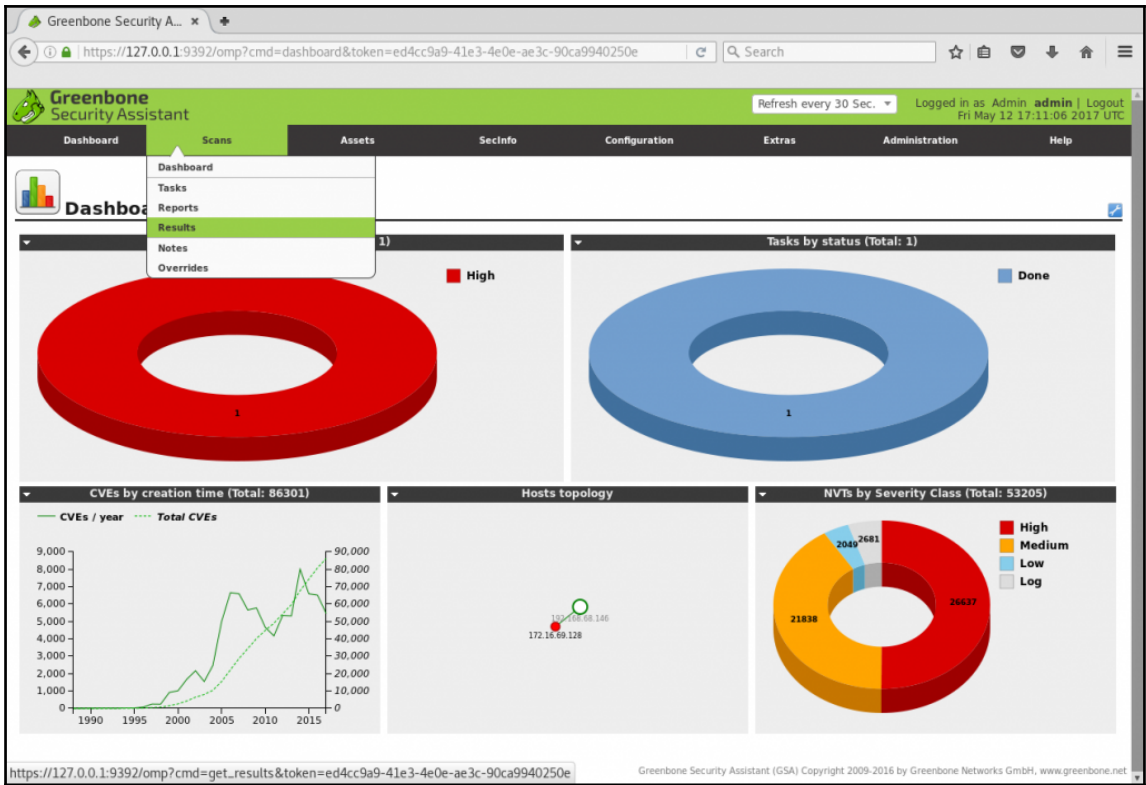 Greenbone Security A...
https://127.0.0.1:9392/omp?cmd=dashboard&token=ed4cc9a9-41e3-4e0e-ae3c-90ca9940250e
Search
Greenbone
Security Assistant
Refresh every 30 Sec.
Logged in as Admin admin | Logout
Fri May 12 17:11:06 2017 UTC
Dashboard Scans Assets SecInfo Configuration Extras Administration Help
Dashboard
Tasks
Reports
Results
Notes
Overrides
Dashboa
1)
High
1
Tasks by status (Total: 1)
Done
1
CVEs by creation time (Total: 86301)
CVEs / year Total CVEs
9,000 90,000
8,000 80,000
7,000 70,000
6,000 60,000
5,000 50,000
4,000 40,000
3,000 30,000
2,000 20,000
1,000 10,000
0 0
1990 1995 2000 2005 2010 2015
Hosts topology
192.168.68.146
172.16.69.128
NVTs by Severity Class (Total: 53205)
High
Medium
Low
Log
2049 2681
26637
21838
https://127.0.0.1:9392/omp?cmd=get_results&token=ed4cc9a9-41e3-4e0e-ae3c-90ca9940250e
Greenbone Security Assistant (GSA) Copyright 2009-2016 by Greenbone Networks GmbH, www.greenbone.net